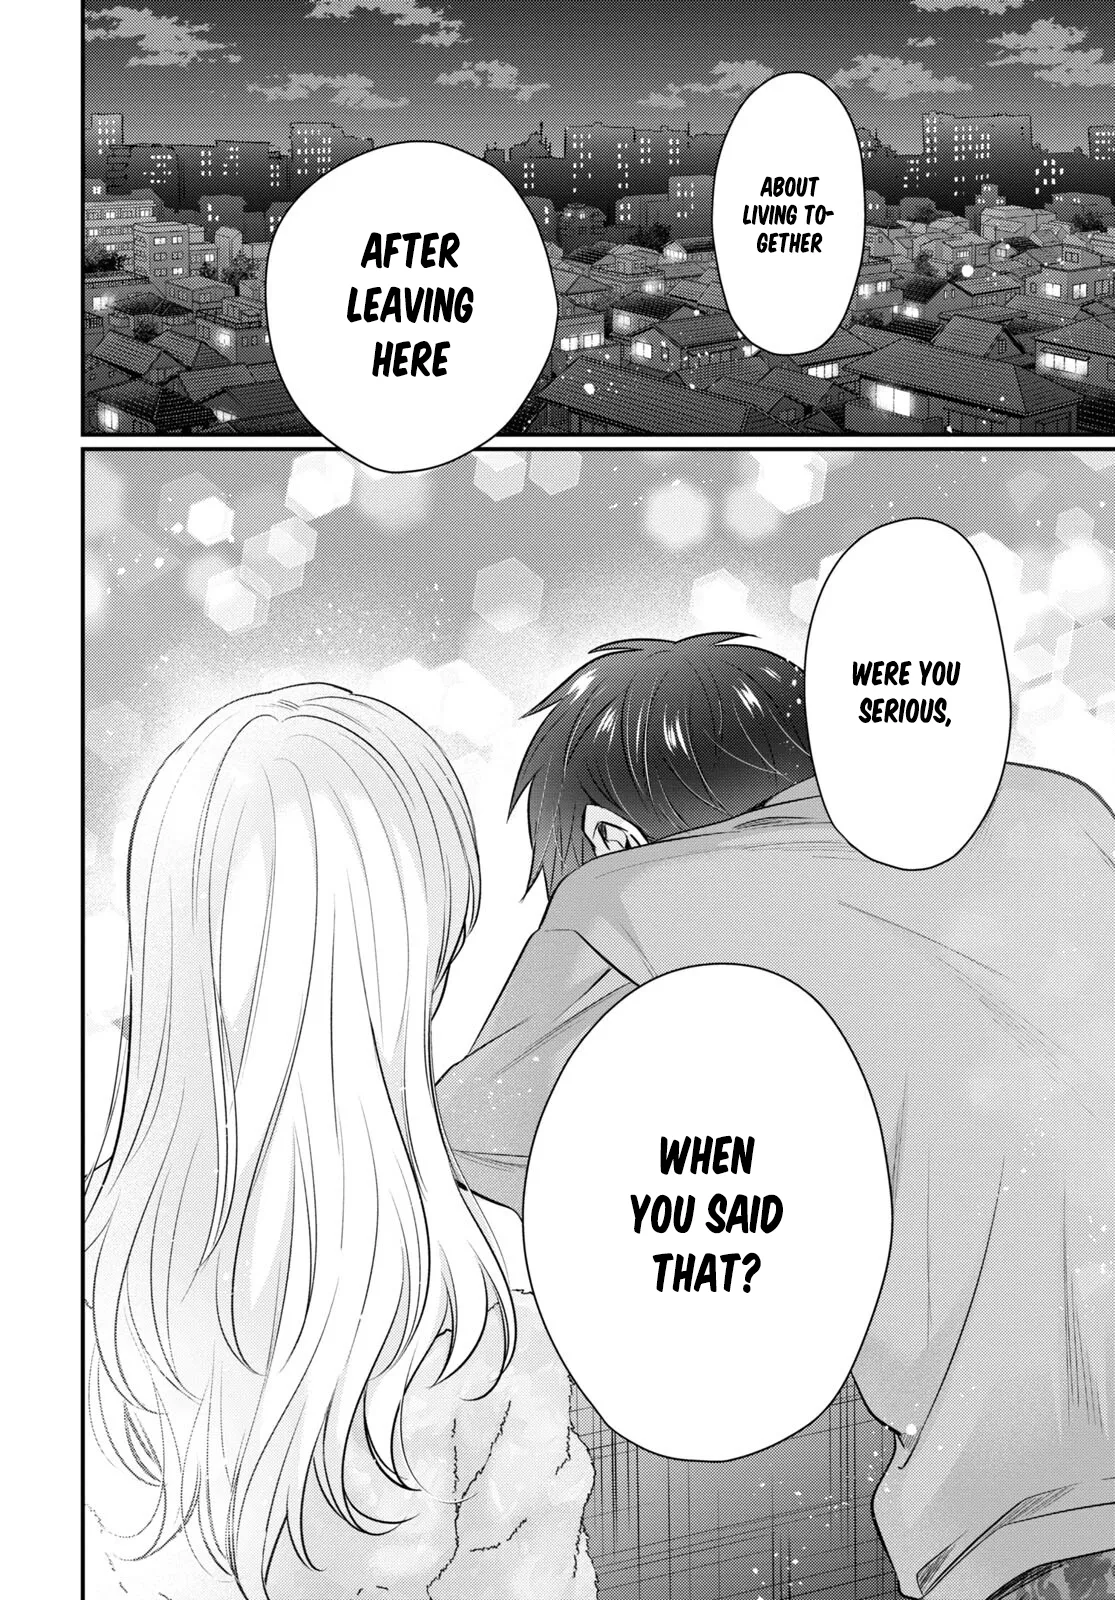 ABOUT
LIVING TO-
GETHER
AFTER
LEAVING
HERE
WERE YOU
SERIOUS,
WHEN
YOU SAID
THAT?